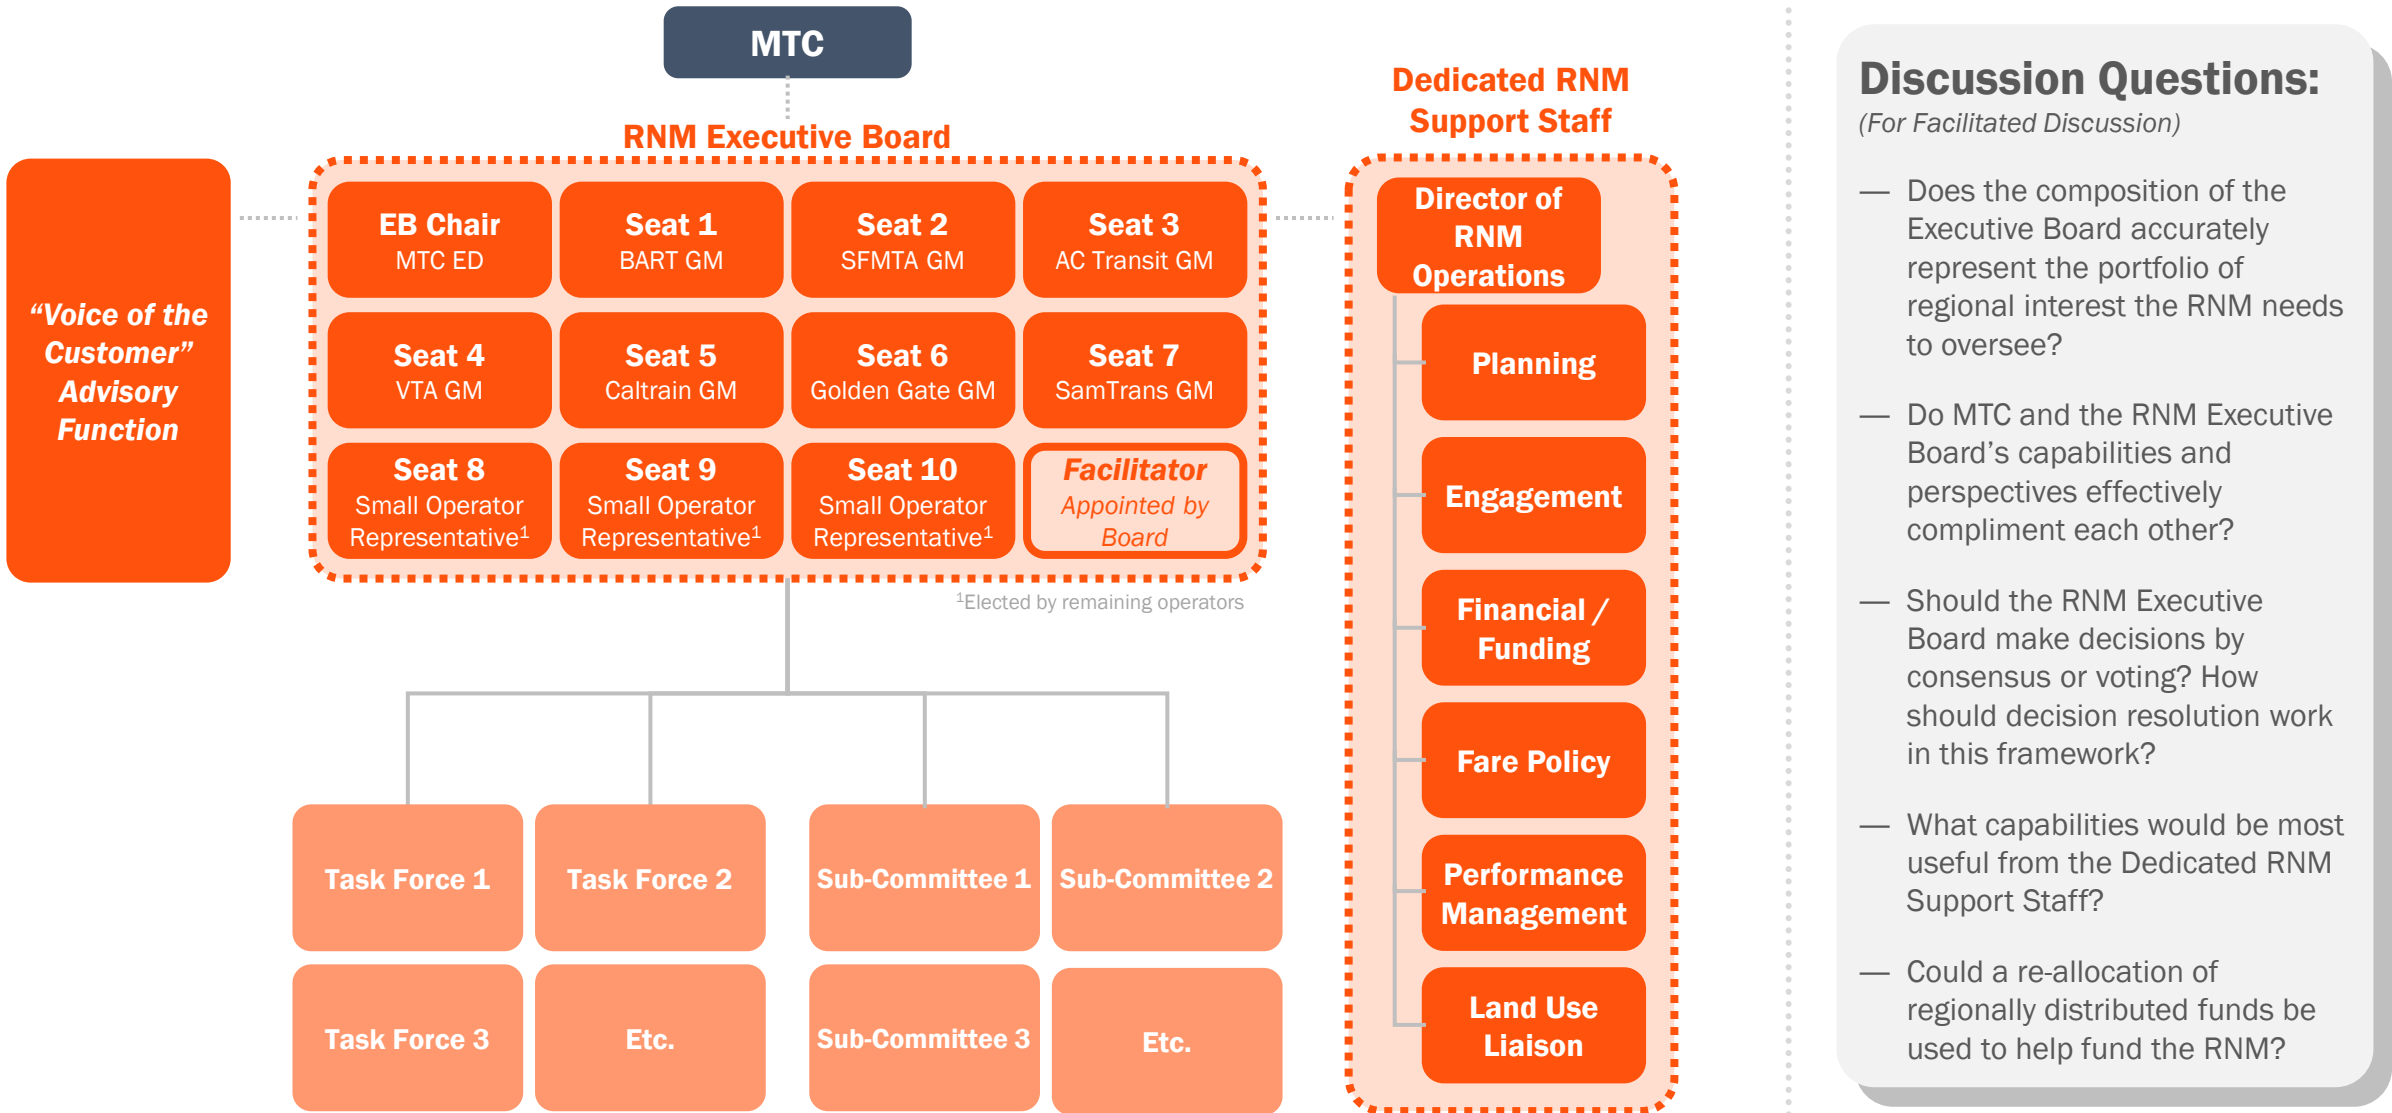 MTC
RNM Executive Board
“Voice of the
Customer”
Advisory
Function
EB Chair
MTC ED
Seat 1
BART GM
Seat 2
SFMTA GM
Seat 3
AC Transit GM
Seat 4
VTA GM
Seat 5
Caltrain GM
Seat 6
Golden Gate GM
Seat 7
SamTrans GM
Seat 8
Small Operator
Representative¹
Seat 9
Small Operator
Representative¹
Seat 10
Small Operator
Representative¹
Facilitator
Appointed by
Board
¹Elected by remaining operators
Task Force 1
Task Force 2
Sub-Committee 1
Sub-Committee 2
Task Force 3
Etc.
Sub-Committee 3
Etc.
Dedicated RNM
Support Staff
Director of
RNM
Operations
Planning
Engagement
Financial /
Funding
Fare Policy
Performance
Management
Land Use
Liaison
Discussion Questions:
(For Facilitated Discussion)
— Does the composition of the
Executive Board accurately
represent the portfolio of
regional interest the RNM needs
to oversee?
— Do MTC and the RNM Executive
Board’s capabilities and
perspectives effectively
compliment each other?
— Should the RNM Executive
Board make decisions by
consensus or voting? How
should decision resolution work
in this framework?
— What capabilities would be most
useful from the Dedicated RNM
Support Staff?
— Could a re-allocation of
regionally distributed funds be
used to help fund the RNM?